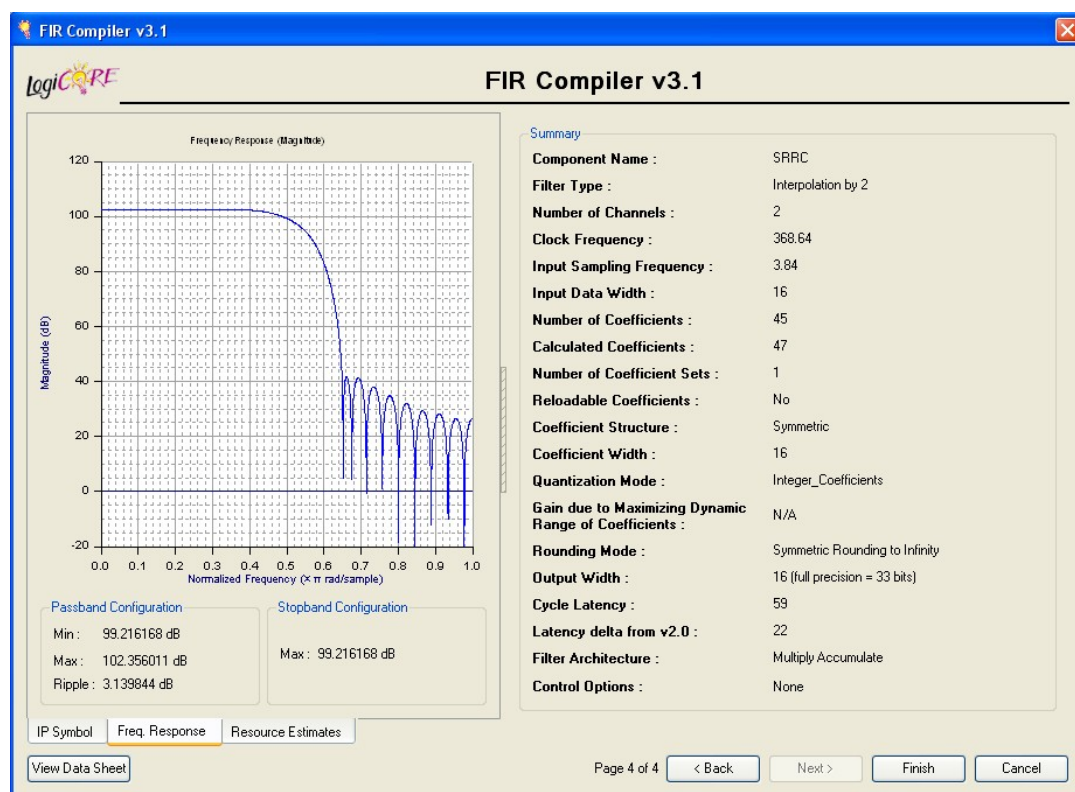 FIR Compiler v3.1
LogiCORE
FIR Compiler v3.1
Frequency Response (Magnitude)
Magnitude (dB)
120
100
80
60
40
20
0
-20
0.0 0.1 0.2 0.3 0.4 0.5 0.6 0.7 0.8 0.9 1.0
Normalized Frequency (× π rad/sample)
Passband Configuration
Min : 99.216168 dB
Max : 102.356011 dB
Ripple : 3.139844 dB
Stopband Configuration
Max : 99.216168 dB
Summary
Component Name : SRRC
Filter Type : Interpolation by 2
Number of Channels : 2
Clock Frequency : 368.64
Input Sampling Frequency : 3.84
Input Data Width : 16
Number of Coefficients : 45
Calculated Coefficients : 47
Number of Coefficient Sets : 1
Reloadable Coefficients : No
Coefficient Structure : Symmetric
Coefficient Width : 16
Quantization Mode : Integer_Coefficients
Gain due to Maximizing Dynamic
Range of Coefficients : N/A
Rounding Mode : Symmetric Rounding to Infinity
Output Width : 16 (full precision = 33 bits)
Cycle Latency : 59
Latency delta from v2.0 : 22
Filter Architecture : Multiply Accumulate
Control Options : None
IP Symbol Freq. Response Resource Estimates
View Data Sheet Page 4 of 4 < Back Next > Finish Cancel